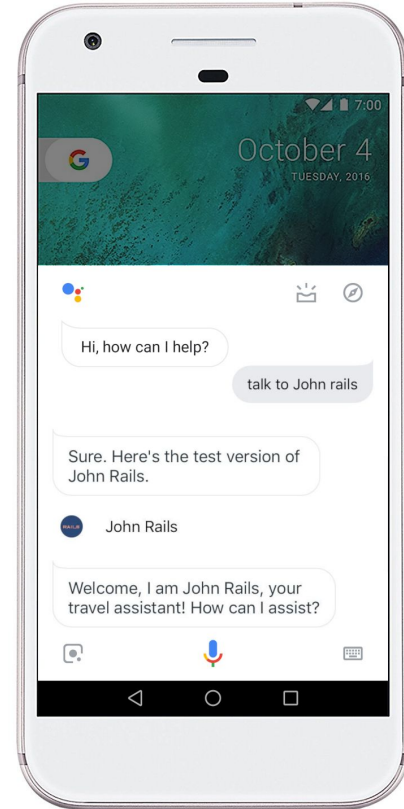 7:00
G
October 4
TUESDAY, 2016
Hi, how can I help?
talk to John rails
Sure. Here's the test version of
John Rails.
RAILS
John Rails
Welcome, I am John Rails, your
travel assistant! How can I assist?